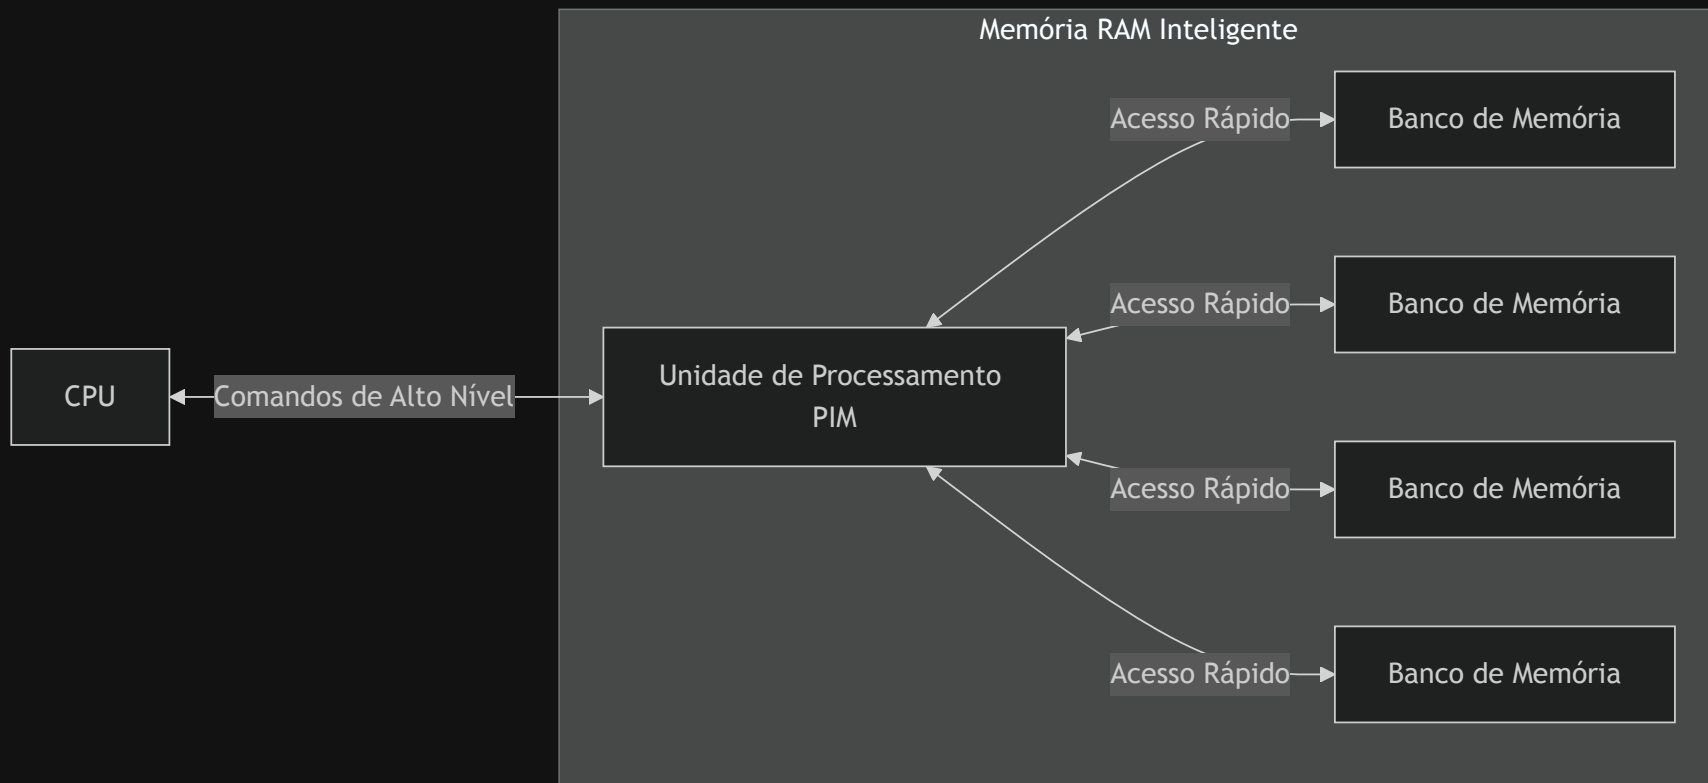 Memória RAM Inteligente
Acesso Rápido
Banco de Memória
Acesso Rápido
Banco de Memória
CPU
Comandos de Alto Nível
Unidade de Processamento
PIM
Acesso Rápido
Banco de Memória
Acesso Rápido
Banco de Memória